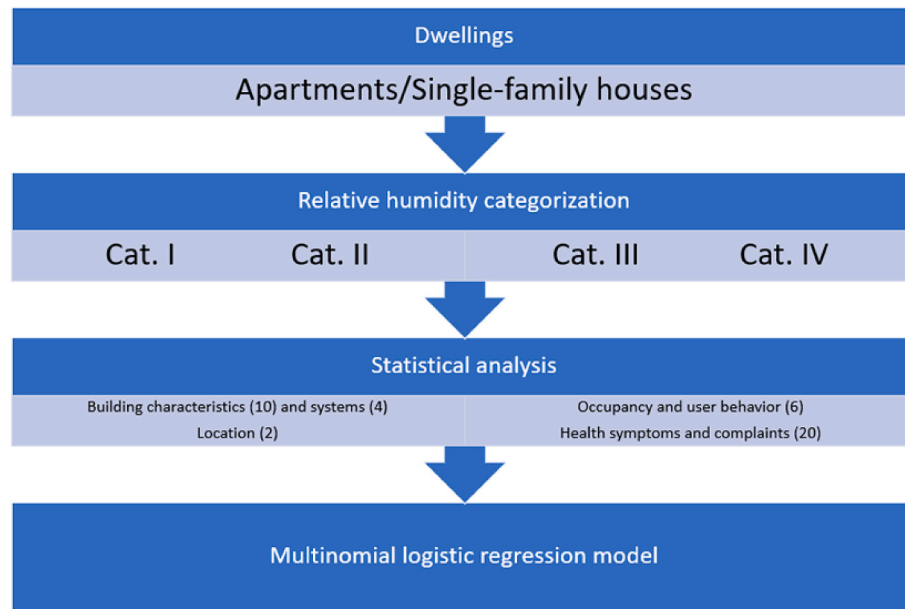 Dwellings
Apartments/Single-family houses
Relative humidity categorization
Cat. I Cat. II Cat. III Cat. IV
Statistical analysis
Building characteristics (10) and systems (4)
Location (2)
Occupancy and user behavior (6)
Health symptoms and complaints (20)
Multinomial logistic regression model